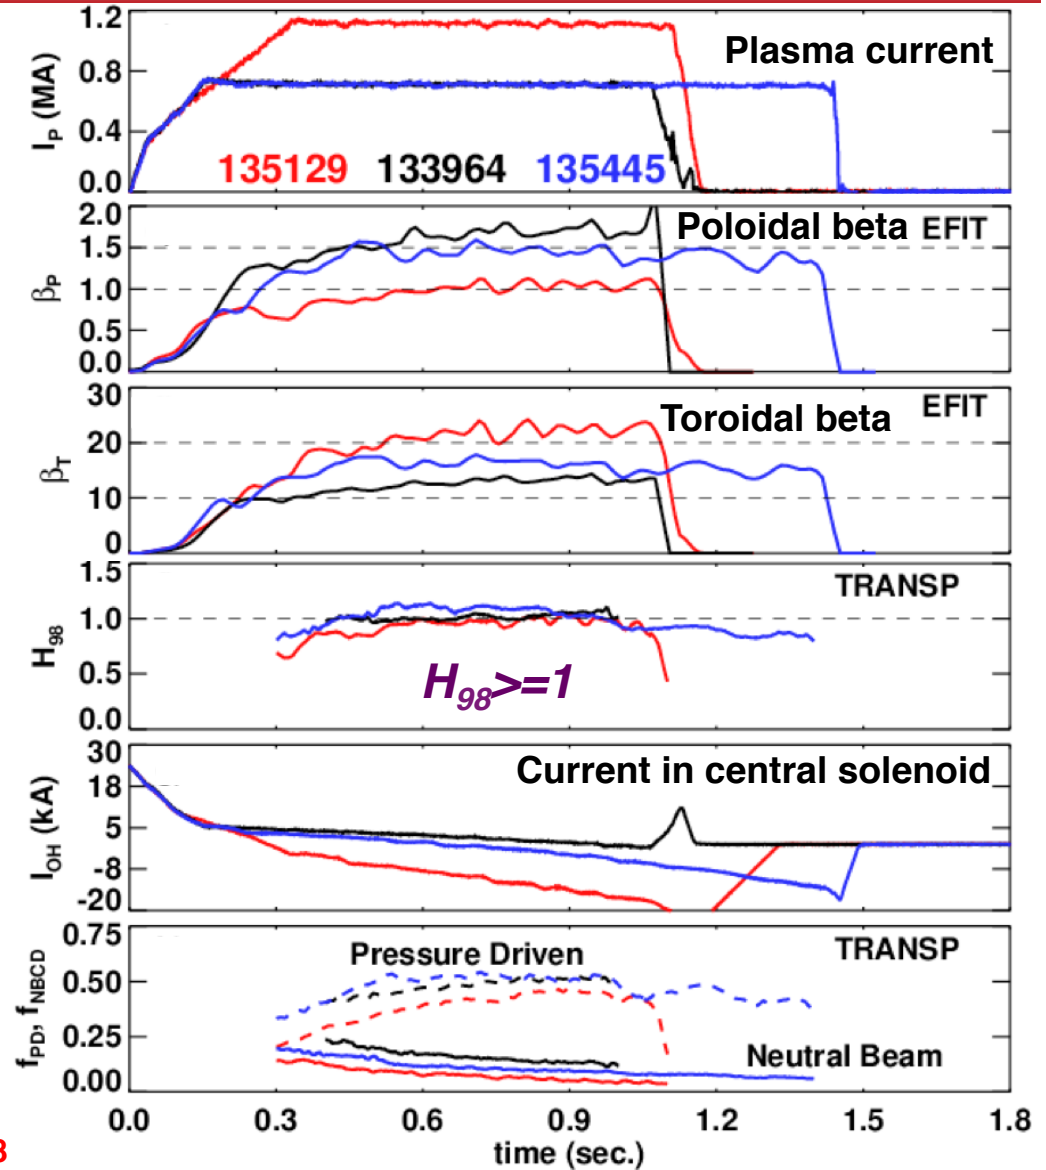 1.2
Plasma current
0.8
I_P (MA)
0.4
135129 133964 135445
0.0
2.0
Poloidal beta EFIT
1.5
β_P
1.0
0.5
0.0
30
EFIT
Toroidal beta
20
β_T
10
0
1.5
TRANSP
1.0
H_98
H_98>=1
0.5
0.0
30
Current in central solenoid
18
I_OH (kA)
5
-8
-20
0.75
TRANSP
Pressure Driven
f_PD, f_NBCD
0.50
0.25
Neutral Beam
0.00
0.0 0.3 0.6 0.9 1.2 1.5 1.8
time (sec.)